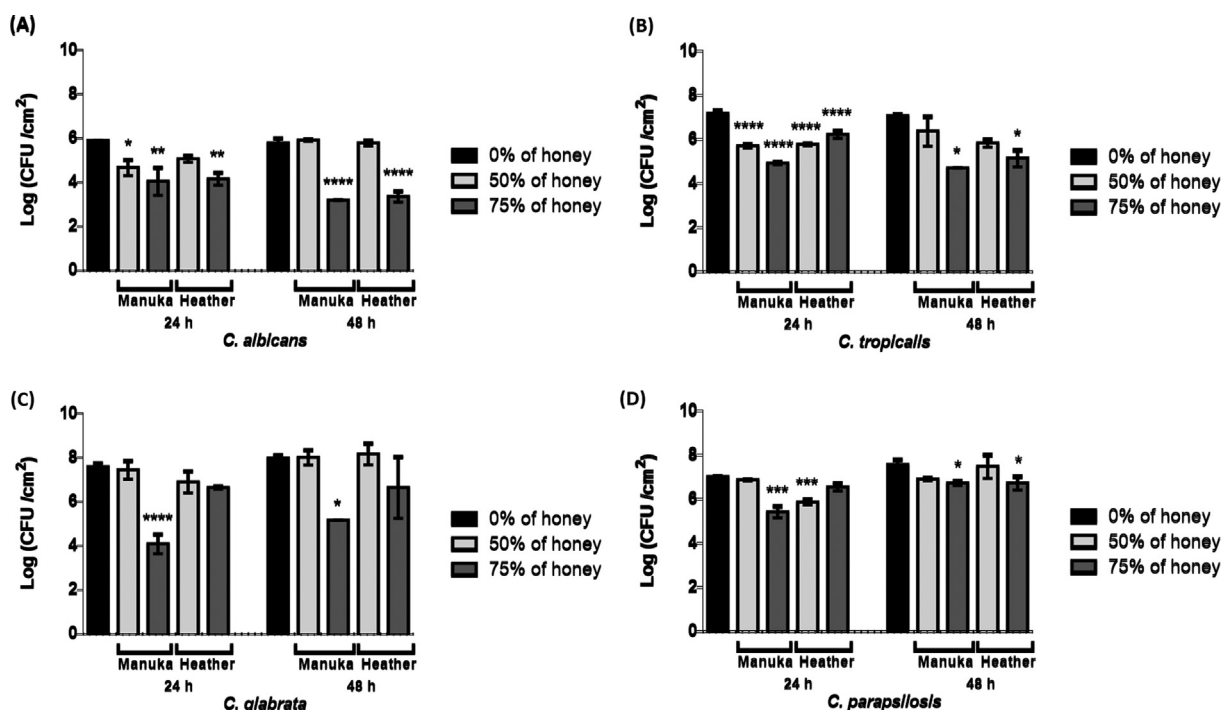 (A)
10
8
6
4
2
0
Log (CFU /cm²)
* ** ** **** ****
0% of honey
50% of honey
75% of honey
Manuka Heather Manuka Heather
24 h 48 h
C. albicans
(B)
10
8
6
4
2
0
Log (CFU /cm²)
**** **** **** **** * *
0% of honey
50% of honey
75% of honey
Manuka Heather Manuka Heather
24 h 48 h
C. tropicalis
(C)
10
8
6
4
2
0
Log (CFU /cm²)
**** *
0% of honey
50% of honey
75% of honey
Manuka Heather Manuka Heather
24 h 48 h
C. glabrata
(D)
10
8
6
4
2
0
Log (CFU /cm²)
*** *** * *
0% of honey
50% of honey
75% of honey
Manuka Heather Manuka Heather
24 h 48 h
C. parapsilosis